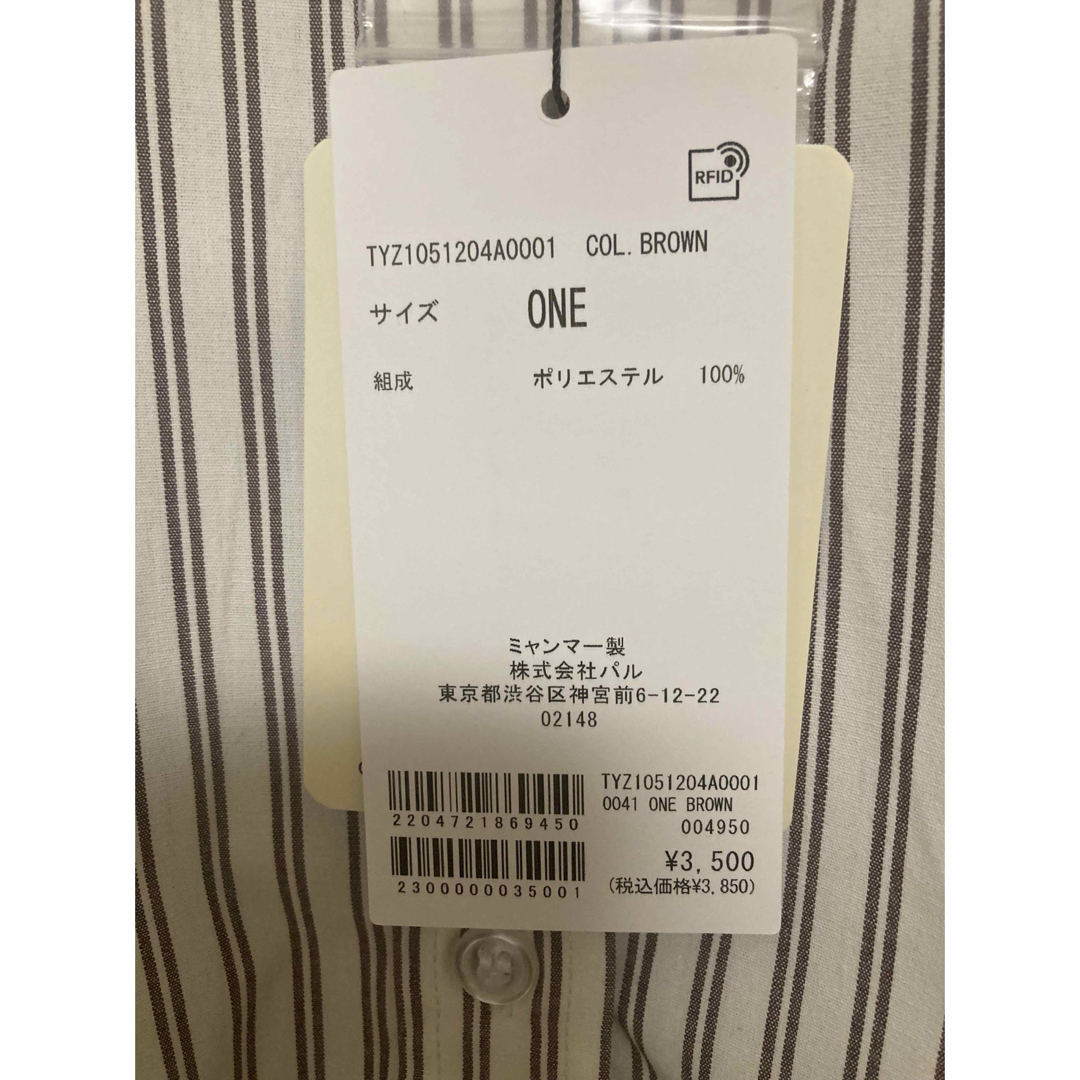 RFID
TYZ1051204A0001 COL. BROWN
サイズ ONE
組成 ポリエステル 100%
ミャンマー製
株式会社パル
東京都渋谷区神宮前6-12-22
02148
TYZ1051204A0001
0041 ONE BROWN
2204721869450
004950
¥3,500
2300000035001
(税込価格¥3,850)